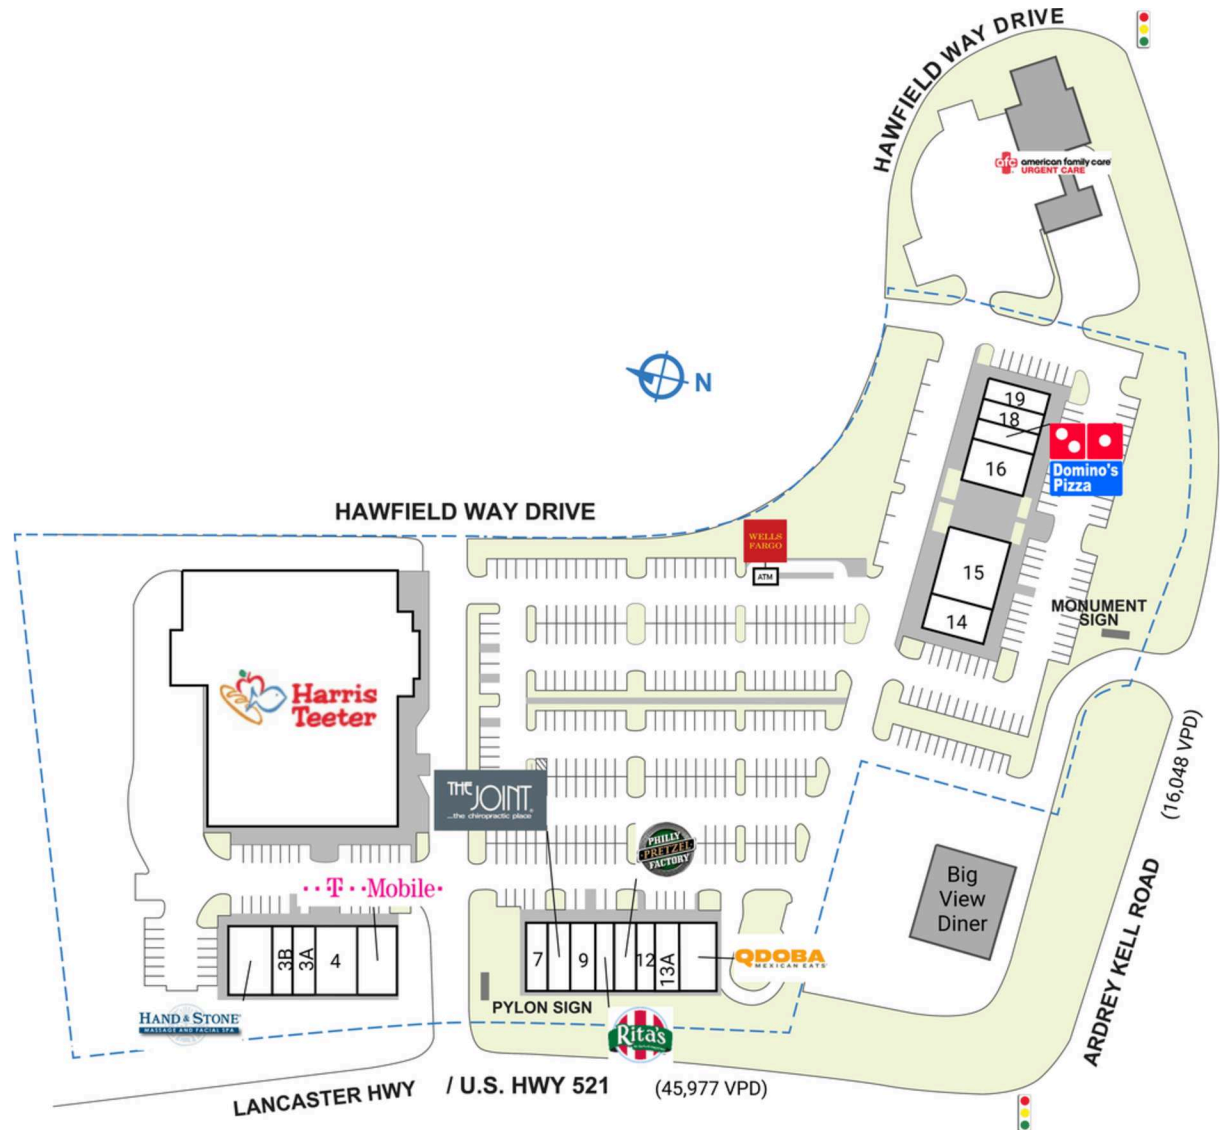 HAWFIELD WAY DRIVE
afc american family care
URGENT CARE
N
19
18
Domino's
Pizza
16
HAWFIELD WAY DRIVE
WELLS
FARGO
ATM
15
14
MONUMENT
SIGN
Harris
Teeter
THE
JOINT
...the chiropractic place
PHILLY
PRETZEL
FACTORY
(16,048 VPD)
ARDREY KELL ROAD
Big
View
Diner
T Mobile
3B
3A
4
7
9
12
13A
QDOBA
MEXICAN EATS
HAND & STONE
MASSAGE AND FACIAL SPA
PYLON SIGN
Rita's
LANCASTER HWY / U.S. HWY 521 (45,977 VPD)